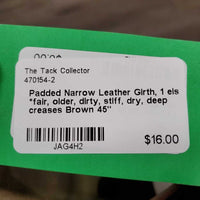 The Tack Collector
470154-2
Padded Narrow Leather Girth, 1 els
*fair, older, dirty, stiff, dry, deep
creases Brown 45"
$16.00
JAG4H2